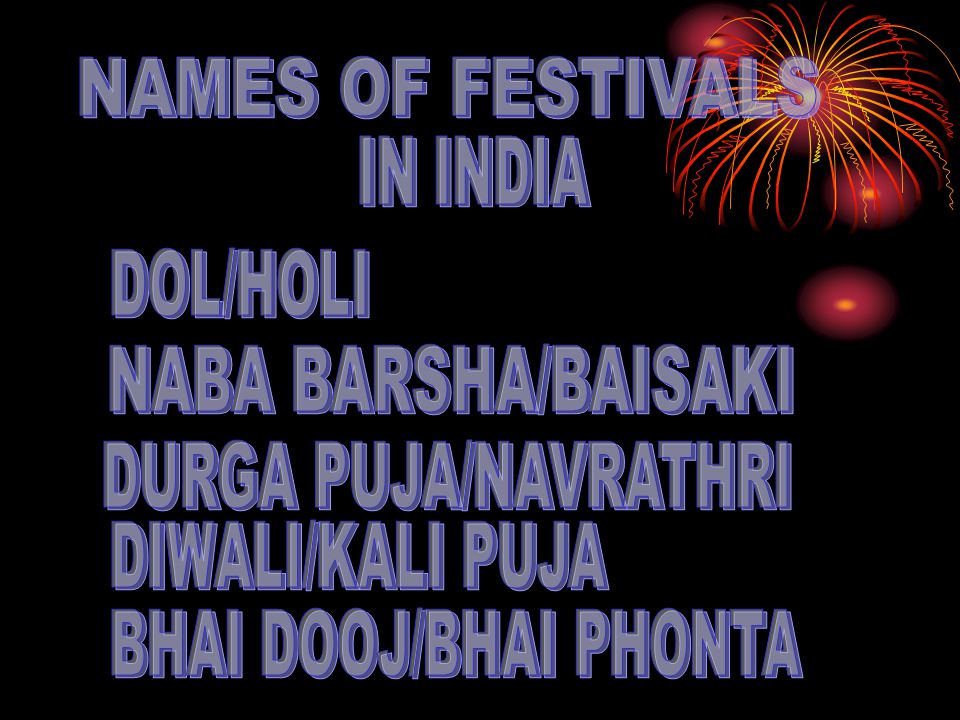 NAMES OF FESTIVALS
IN INDIA
DOL/HOLI
NABA BARSHA/BAISAKI
DURGA PUJA/NAVRATHRI
DIWALI/KALI PUJA
BHAI DOOJ/BHAI PHONTA